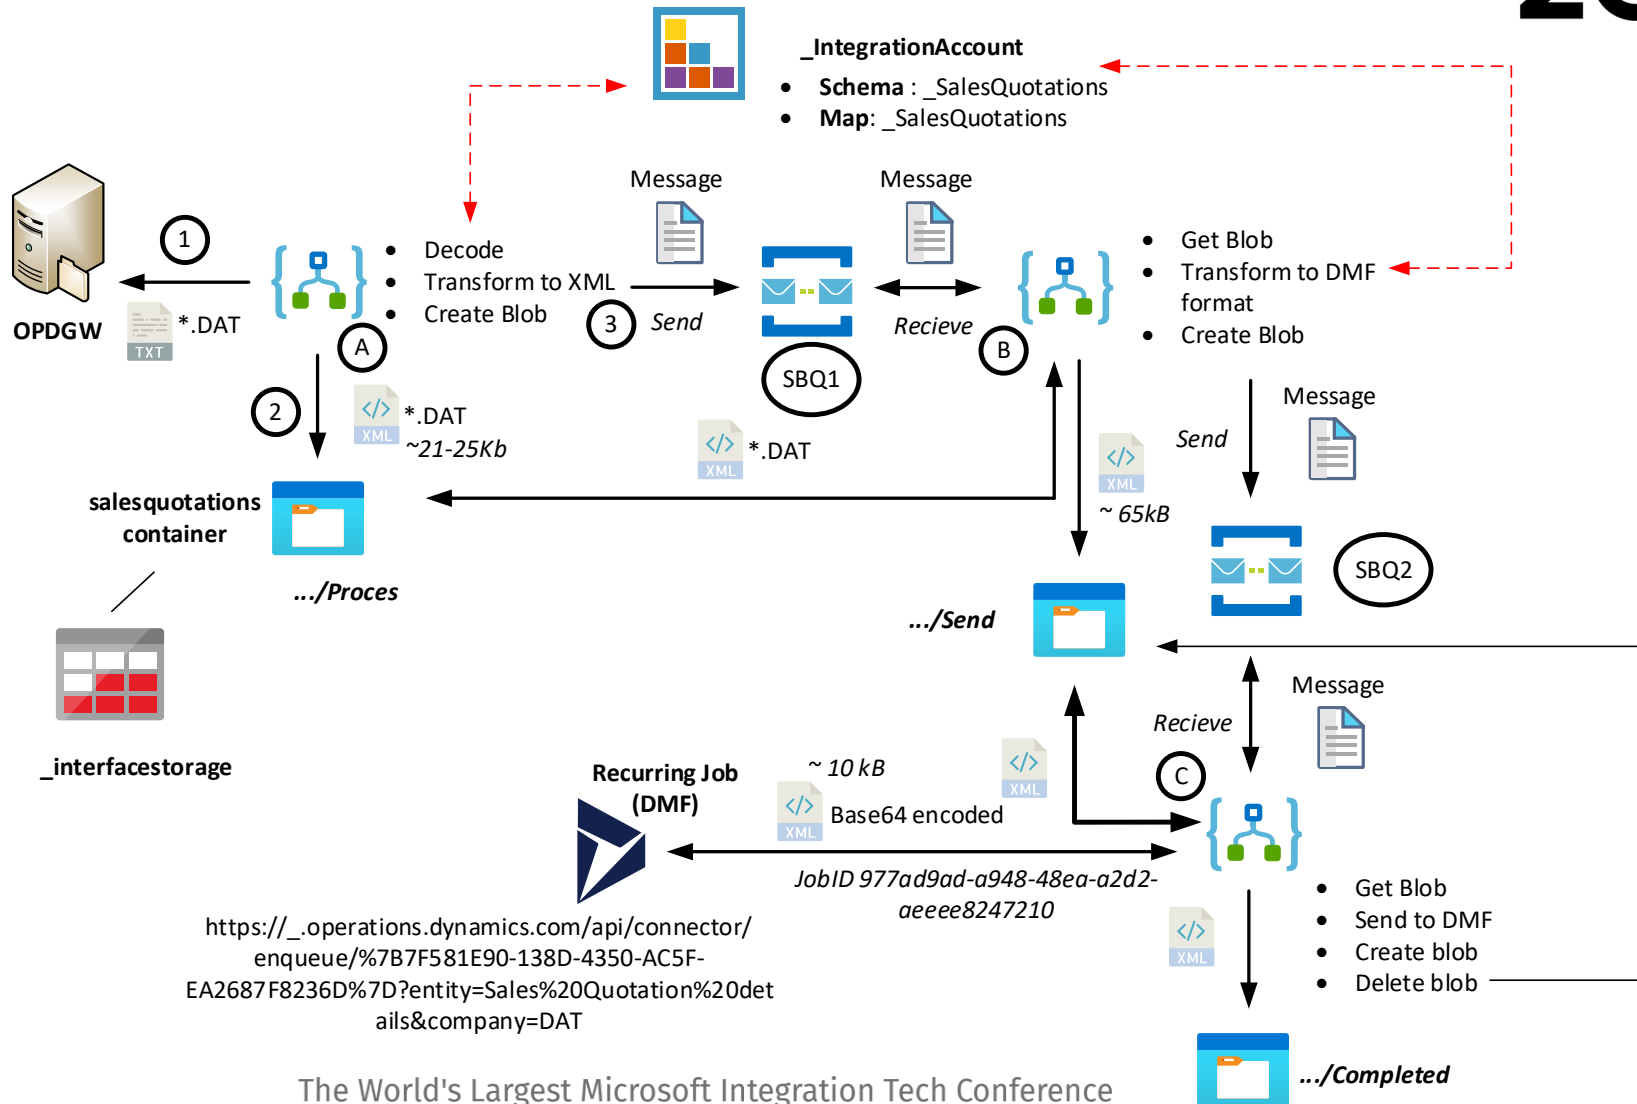 _IntegrationAccount
• Schema : _SalesQuotations
• Map: _SalesQuotations
Message
Message
1
• Decode
• Transform to XML
• Create Blob
• Get Blob
• Transform to DMF
format
• Create Blob
OPDGW
TXT
*.DAT
A
3
Send
Recieve
B
SBQ1
2
XML
*.DAT
~21-25Kb
XML
*.DAT
Send
Message
XML
~ 65kB
salesquotations
container
.../Proces
SBQ2
.../Send
_interfacestorage
Recieve
Message
C
Recurring Job
(DMF)
~ 10 kB
XML
Base64 encoded
XML
JobID 977ad9ad-a948-48ea-a2d2-
aeeee8247210
https://_.operations.dynamics.com/api/connector/
enqueue/%7B7F581E90-138D-4350-AC5F-
EA2687F8236D%7D?entity=Sales%20Quotation%20det
ails&company=DAT
XML
• Get Blob
• Send to DMF
• Create blob
• Delete blob
.../Completed
The World's Largest Microsoft Integration Tech Conference